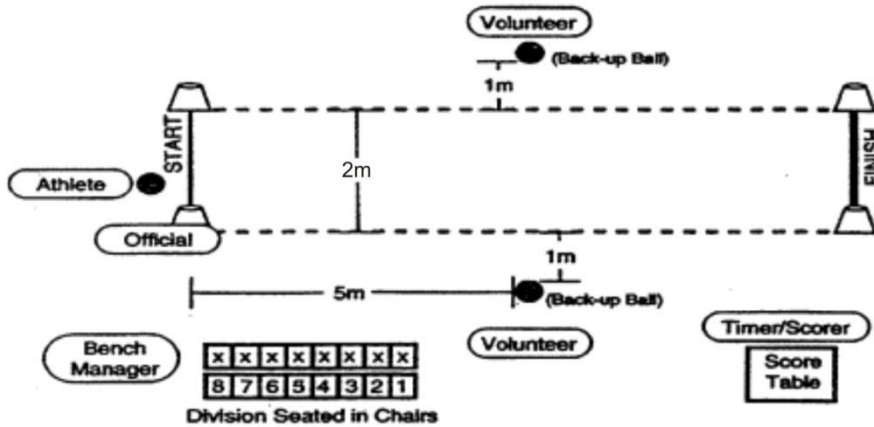 Volunteer
(Back-up Ball)
1m
START
2m
FINISH
Athlete
Official
1m
5m
(Back-up Ball)
Volunteer
Timer/Scorer
Bench
Manager
x x x x x x x x
8 7 6 5 4 3 2 1
Score
Table
Division Seated in Chairs